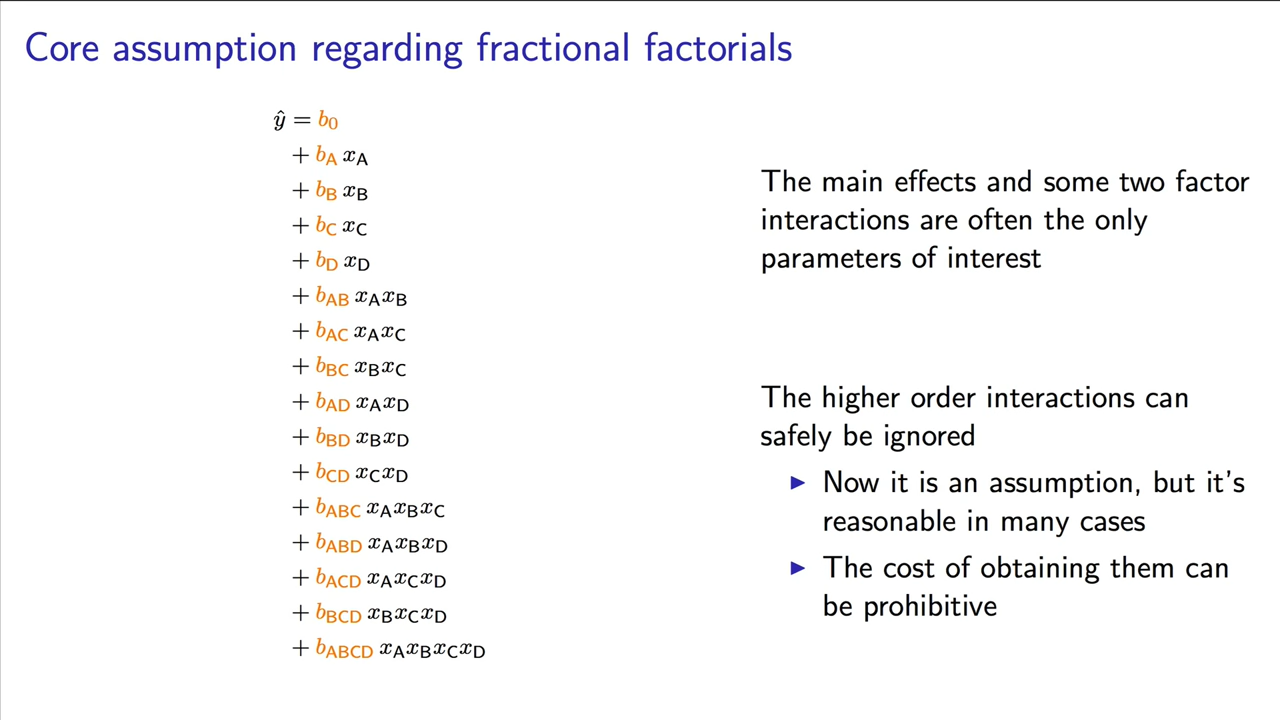 Core assumption regarding fractional factorials
ŷ = b₀
+ b_A x_A
+ b_B x_B
+ b_C x_C
+ b_D x_D
+ b_AB x_A x_B
+ b_AC x_A x_C
+ b_BC x_B x_C
+ b_AD x_A x_D
+ b_BD x_B x_D
+ b_CD x_C x_D
+ b_ABC x_A x_B x_C
+ b_ABD x_A x_B x_D
+ b_ACD x_A x_C x_D
+ b_BCD x_B x_C x_D
+ b_ABCD x_A x_B x_C x_D
The main effects and some two factor
interactions are often the only
parameters of interest
The higher order interactions can
safely be ignored
▶ Now it is an assumption, but it's
reasonable in many cases
▶ The cost of obtaining them can
be prohibitive